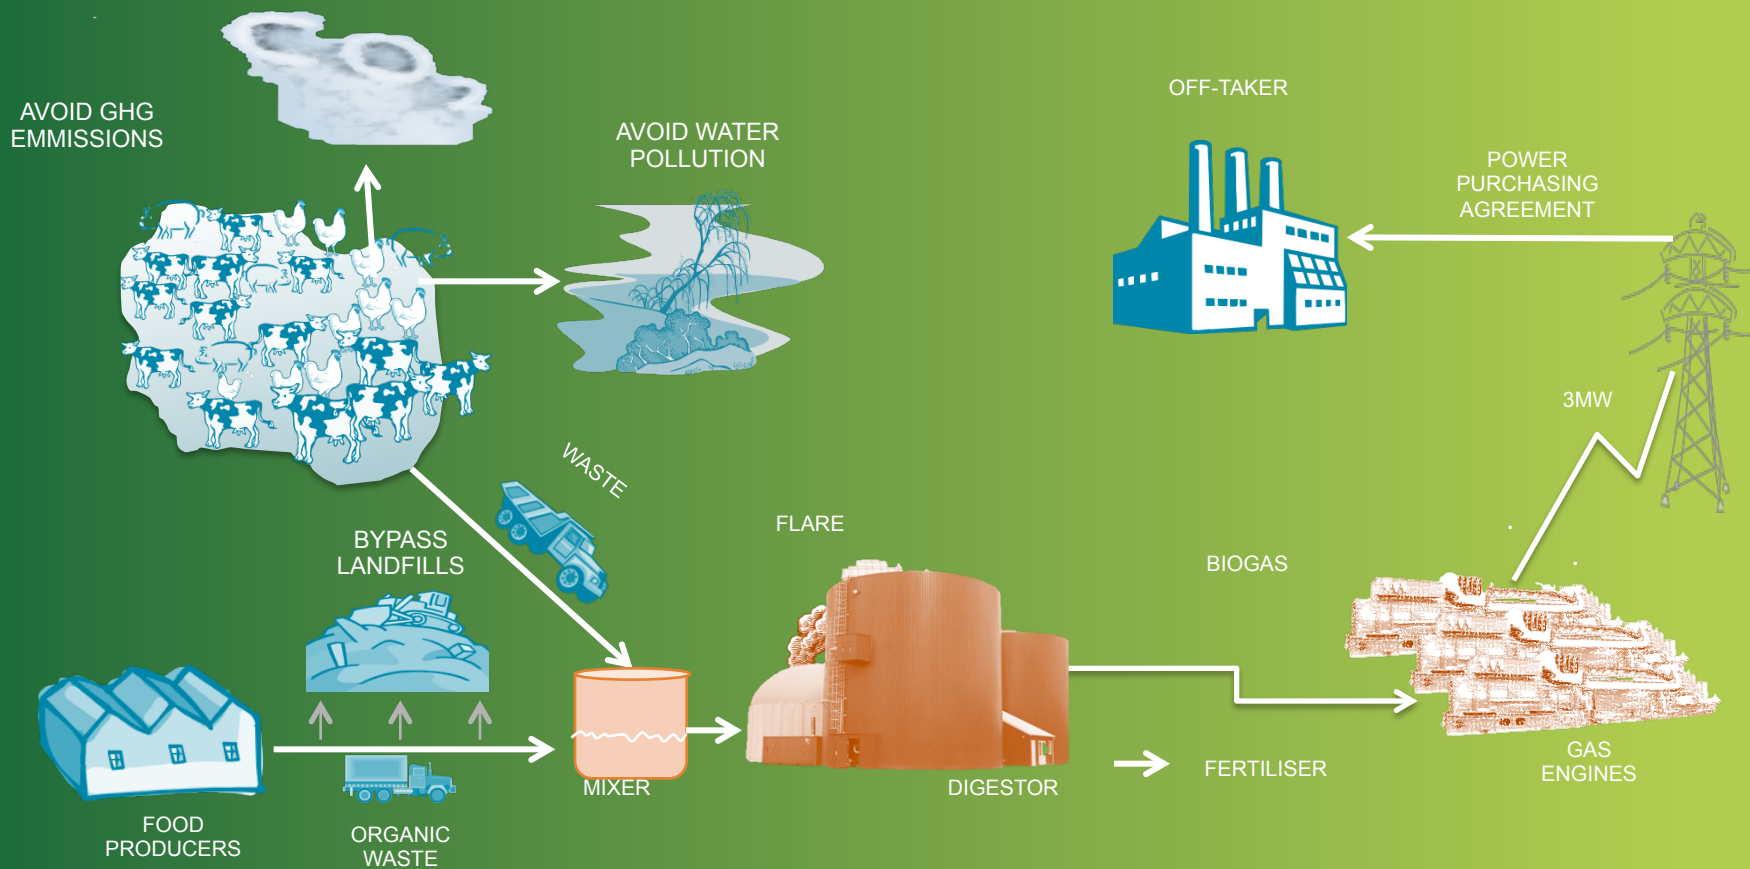 AVOID GHG
EMMISSIONS
AVOID WATER
POLLUTION
OFF-TAKER
POWER
PURCHASING
AGREEMENT
3MW
WASTE
BYPASS
LANDFILLS
FLARE
BIOGAS
MIXER
DIGESTOR
FERTILISER
GAS
ENGINES
FOOD
PRODUCERS
ORGANIC
WASTE